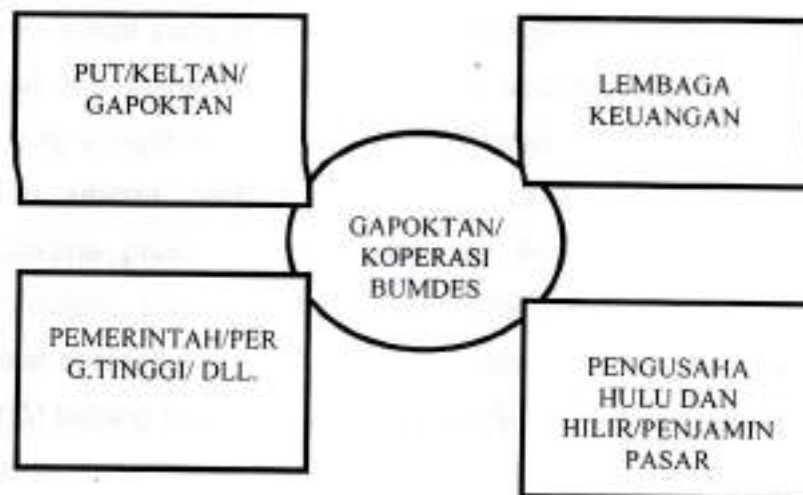 PUT/KELTAN/
GAPOKTAN
LEMBAGA
KEUANGAN
GAPOKTAN/
KOPERASI
BUMDES
PEMERINTAH/PER
G.TINGGI/ DLL.
PENGUSAHA
HULU DAN
HILIR/PENJAMIN
PASAR